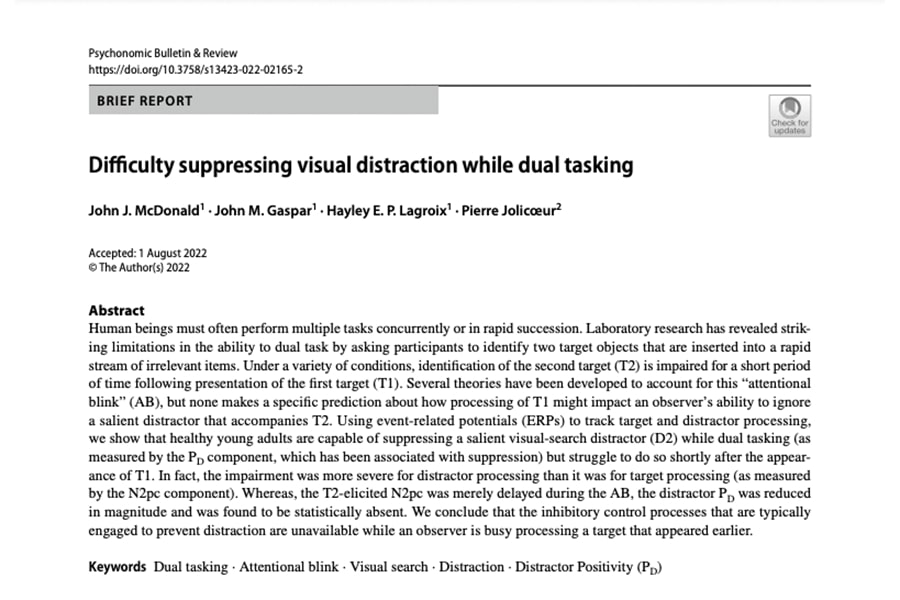 Psychonomic Bulletin & Review
https://doi.org/10.3758/s13423-022-02165-2
BRIEF REPORT
Check for
updates
Difficulty suppressing visual distraction while dual tasking
John J. McDonald1 · John M. Gaspar1 · Hayley E. P. Lagroix1 · Pierre Jolicœur2
Accepted: 1 August 2022
© The Author(s) 2022
Abstract
Human beings must often perform multiple tasks concurrently or in rapid succession. Laboratory research has revealed strik-
ing limitations in the ability to dual task by asking participants to identify two target objects that are inserted into a rapid
stream of irrelevant items. Under a variety of conditions, identification of the second target (T2) is impaired for a short period
of time following presentation of the first target (T1). Several theories have been developed to account for this “attentional
blink” (AB), but none makes a specific prediction about how processing of T1 might impact an observer’s ability to ignore
a salient distractor that accompanies T2. Using event-related potentials (ERPs) to track target and distractor processing,
we show that healthy young adults are capable of suppressing a salient visual-search distractor (D2) while dual tasking (as
measured by the PD component, which has been associated with suppression) but struggle to do so shortly after the appear-
ance of T1. In fact, the impairment was more severe for distractor processing than it was for target processing (as measured
by the N2pc component). Whereas, the T2-elicited N2pc was merely delayed during the AB, the distractor PD was reduced
in magnitude and was found to be statistically absent. We conclude that the inhibitory control processes that are typically
engaged to prevent distraction are unavailable while an observer is busy processing a target that appeared earlier.
Keywords Dual tasking · Attentional blink · Visual search · Distraction · Distractor Positivity (PD)